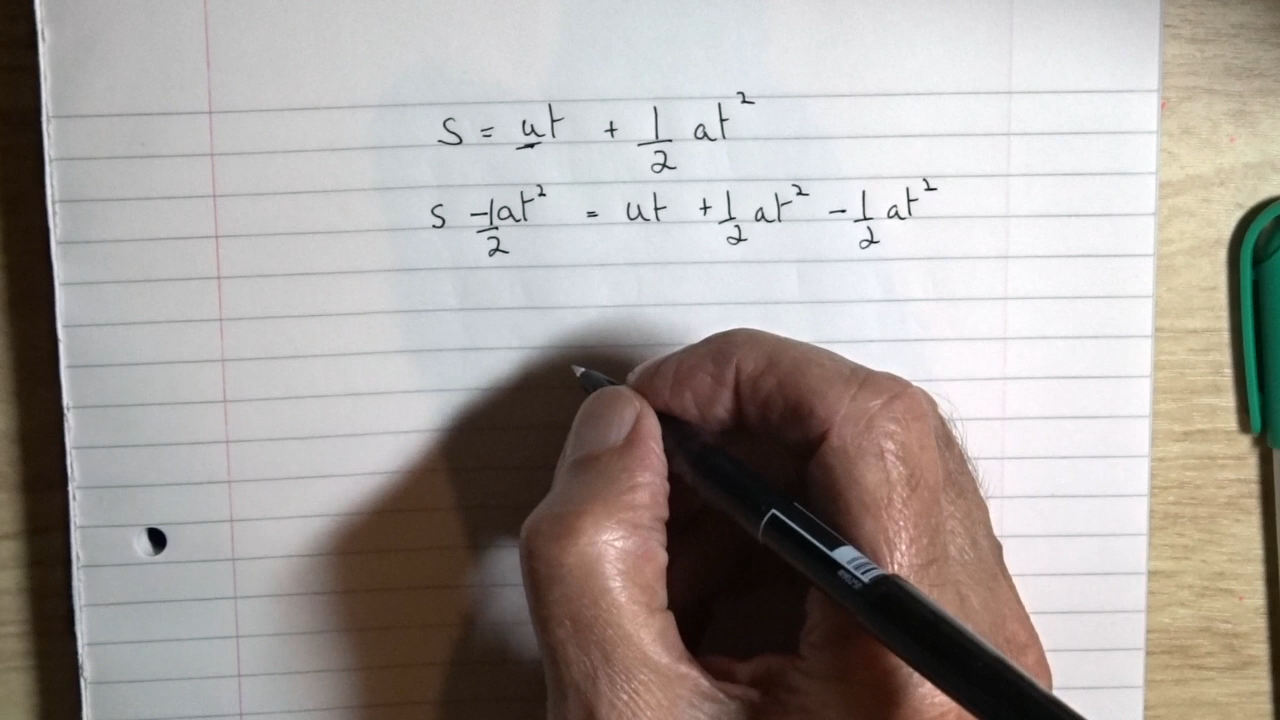 s = ut + 1/2 at²
s -1/2 at² = ut + 1/2 at² - 1/2 at²